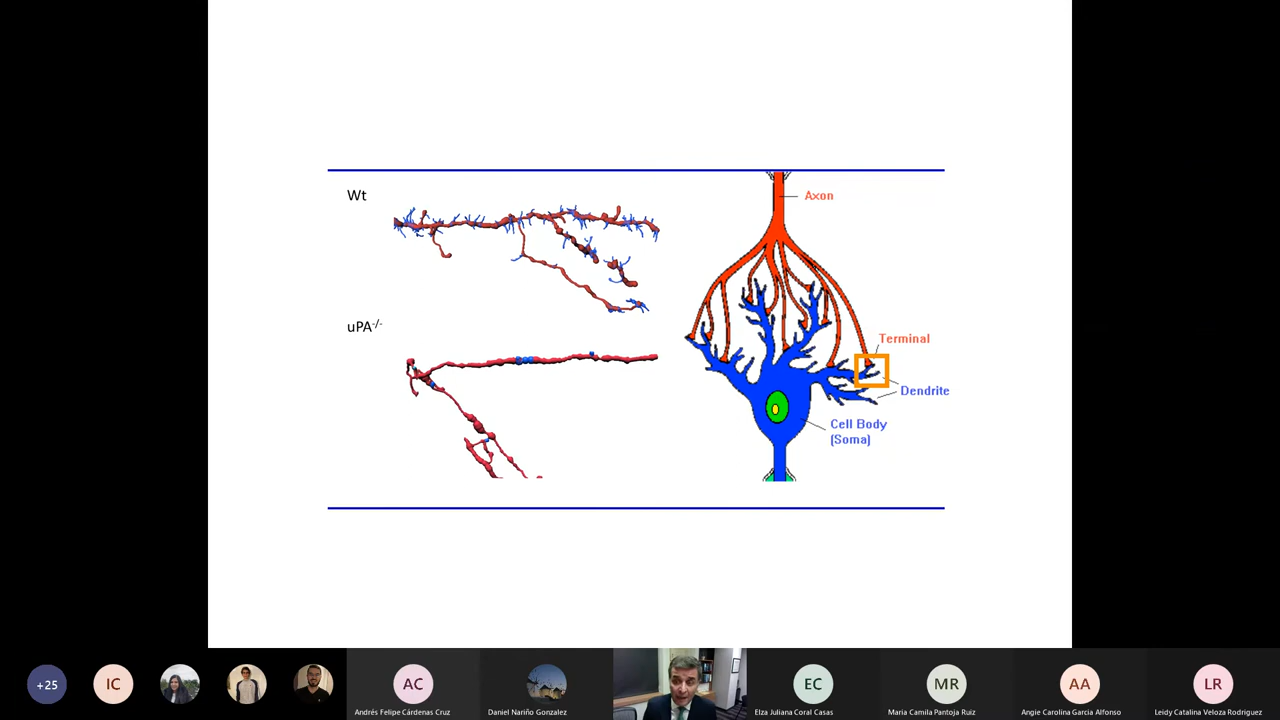 Wt
uPA-/-
Axon
Terminal
Dendrite
Cell Body
(Soma)
+25
IC
AC
EC
MR
AA
LR
Andrés Felipe Cárdenas Cruz
Daniel Nariño Gonzalez
Elza Juliana Coral Casas
Maria Camila Pantoja Ruiz
Angie Carolina Garcia Alfonso
Leidy Catalina Veloza Rodriguez